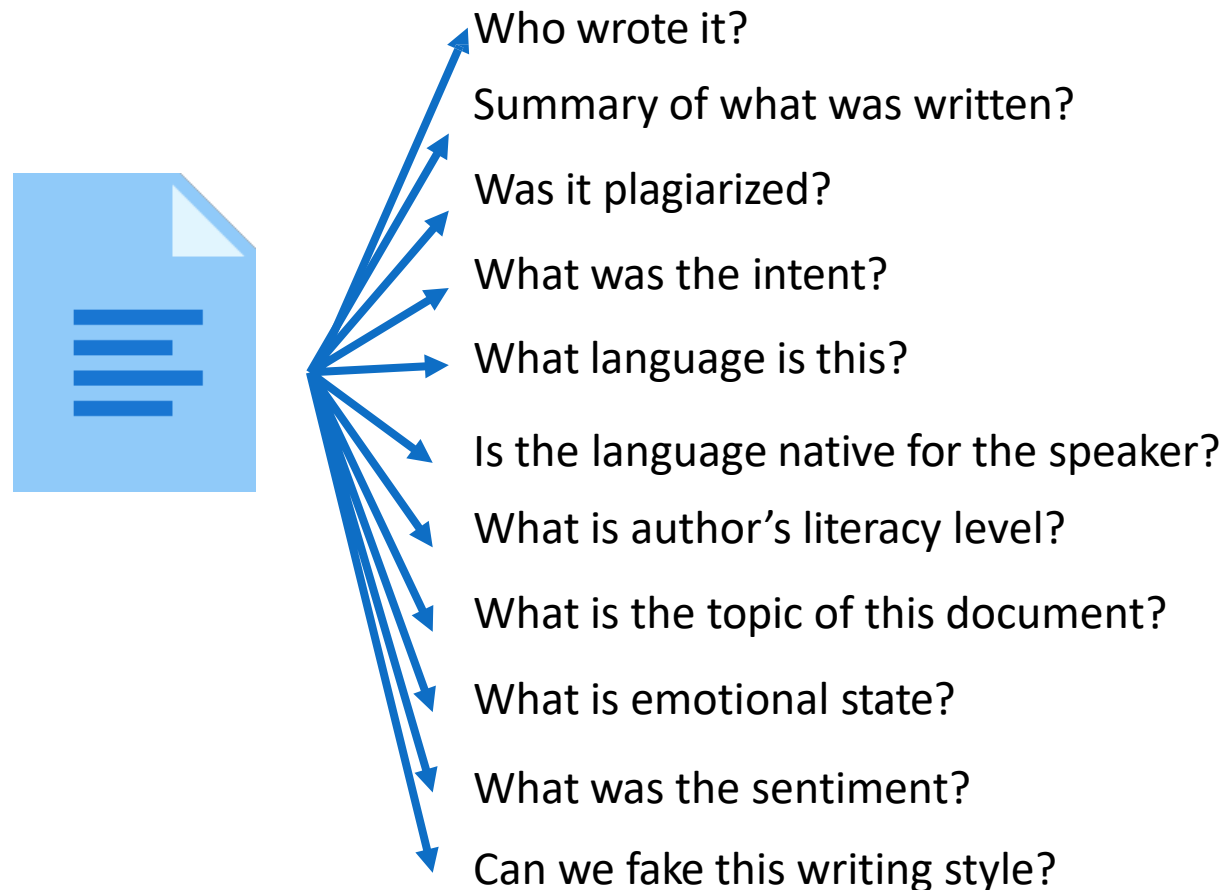 Who wrote it?
Summary of what was written?
Was it plagiarized?
What was the intent?
What language is this?
Is the language native for the speaker?
What is author’s literacy level?
What is the topic of this document?
What is emotional state?
What was the sentiment?
Can we fake this writing style?